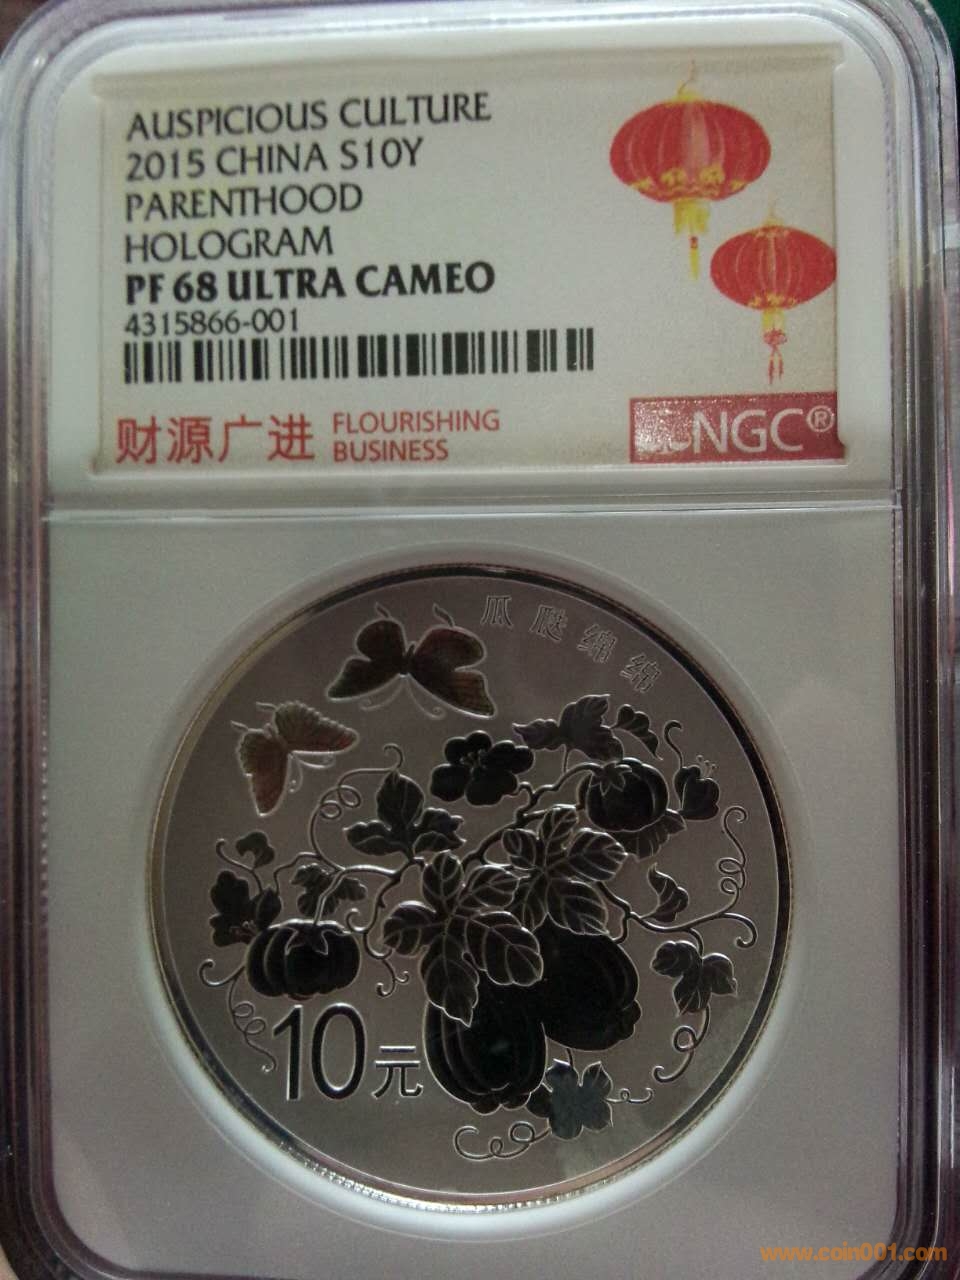 AUSPICIOUS CULTURE
2015 CHINA S10Y
PARENTHOOD
HOLOGRAM
PF 68 ULTRA CAMEO
4315866-001
财源广进
FLOURISHING
BUSINESS
NGC®
瓜瓞绵绵
10元
www.coin001.com